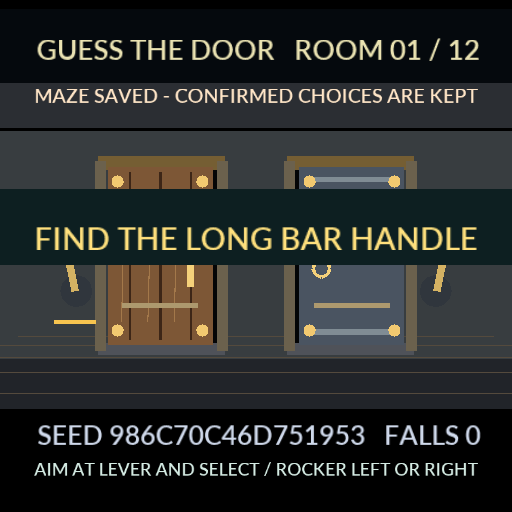 GUESS THE DOOR   ROOM 01 / 12
MAZE SAVED - CONFIRMED CHOICES ARE KEPT
FIND THE LONG BAR HANDLE
SEED 986C70C46D751953   FALLS 0
AIM AT LEVER AND SELECT / ROCKER LEFT OR RIGHT